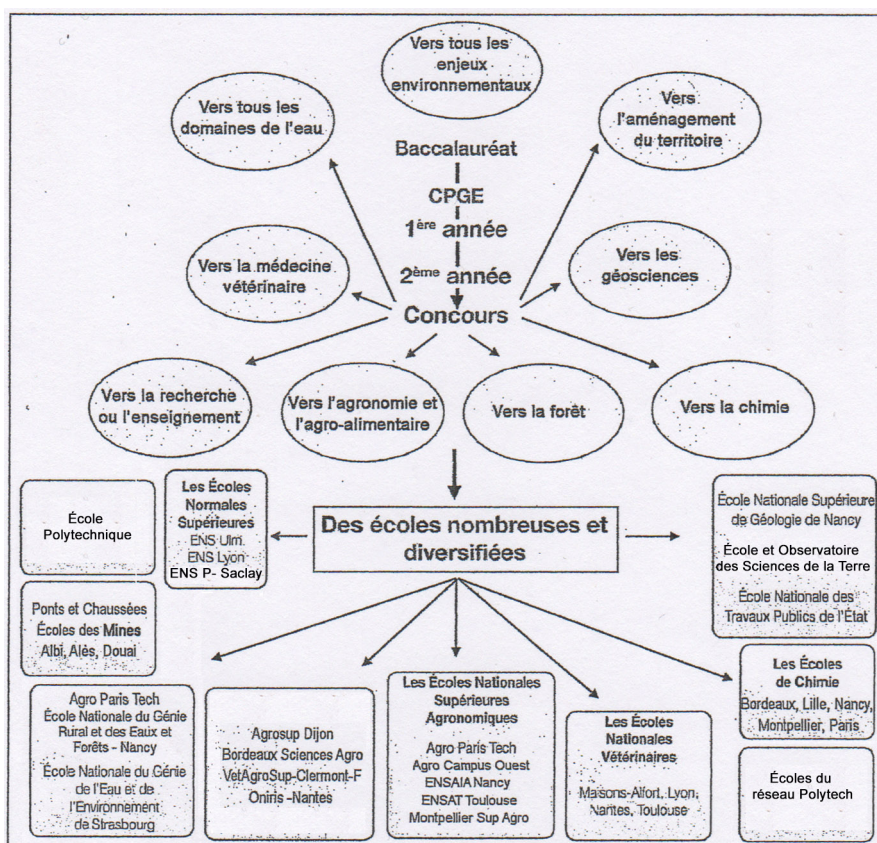 Vers tous les
enjeux
environnementaux
Vers tous les
domaines de l'eau
Vers
l'aménagement
du territoire
Baccalauréat
CPGE
1ère année
2ème année
Concours
Vers la médecine
vétérinaire
Vers les
géosciences
Vers la recherche
ou l'enseignement
Vers l'agronomie et
l'agro-alimentaire
Vers la forêt
Vers la chimie
Des écoles nombreuses et
diversifiées
École
Polytechnique
Les Écoles
Normales
Supérieures
ENS Ulm
ENS Lyon
ENS P- Saclay
École Nationale Supérieure
de Géologie de Nancy
École et Observatoire
des Sciences de la Terre
École Nationale des
Travaux Publics de l'État
Ponts et Chaussées
Écoles des Mines
Albi, Alès, Douai
Agro Paris Tech
École Nationale du Génie
Rural et des Eaux et
Forêts - Nancy
École Nationale du Génie
de l'Eau et de
l'Environnement
de Strasbourg
Agrosup Dijon
Bordeaux Sciences Agro
VetAgroSup-Clermont-F
Oniris -Nantes
Les Écoles Nationales
Supérieures
Agronomiques
Agro Paris Tech
Agro Campus Ouest
ENSAIA Nancy
ENSAT Toulouse
Montpellier Sup Agro
Les Écoles
Nationales
Vétérinaires
Maisons-Alfort, Lyon,
Nantes, Toulouse
Les Écoles
de Chimie
Bordeaux, Lille, Nancy,
Montpellier, Paris
Écoles du
réseau Polytech